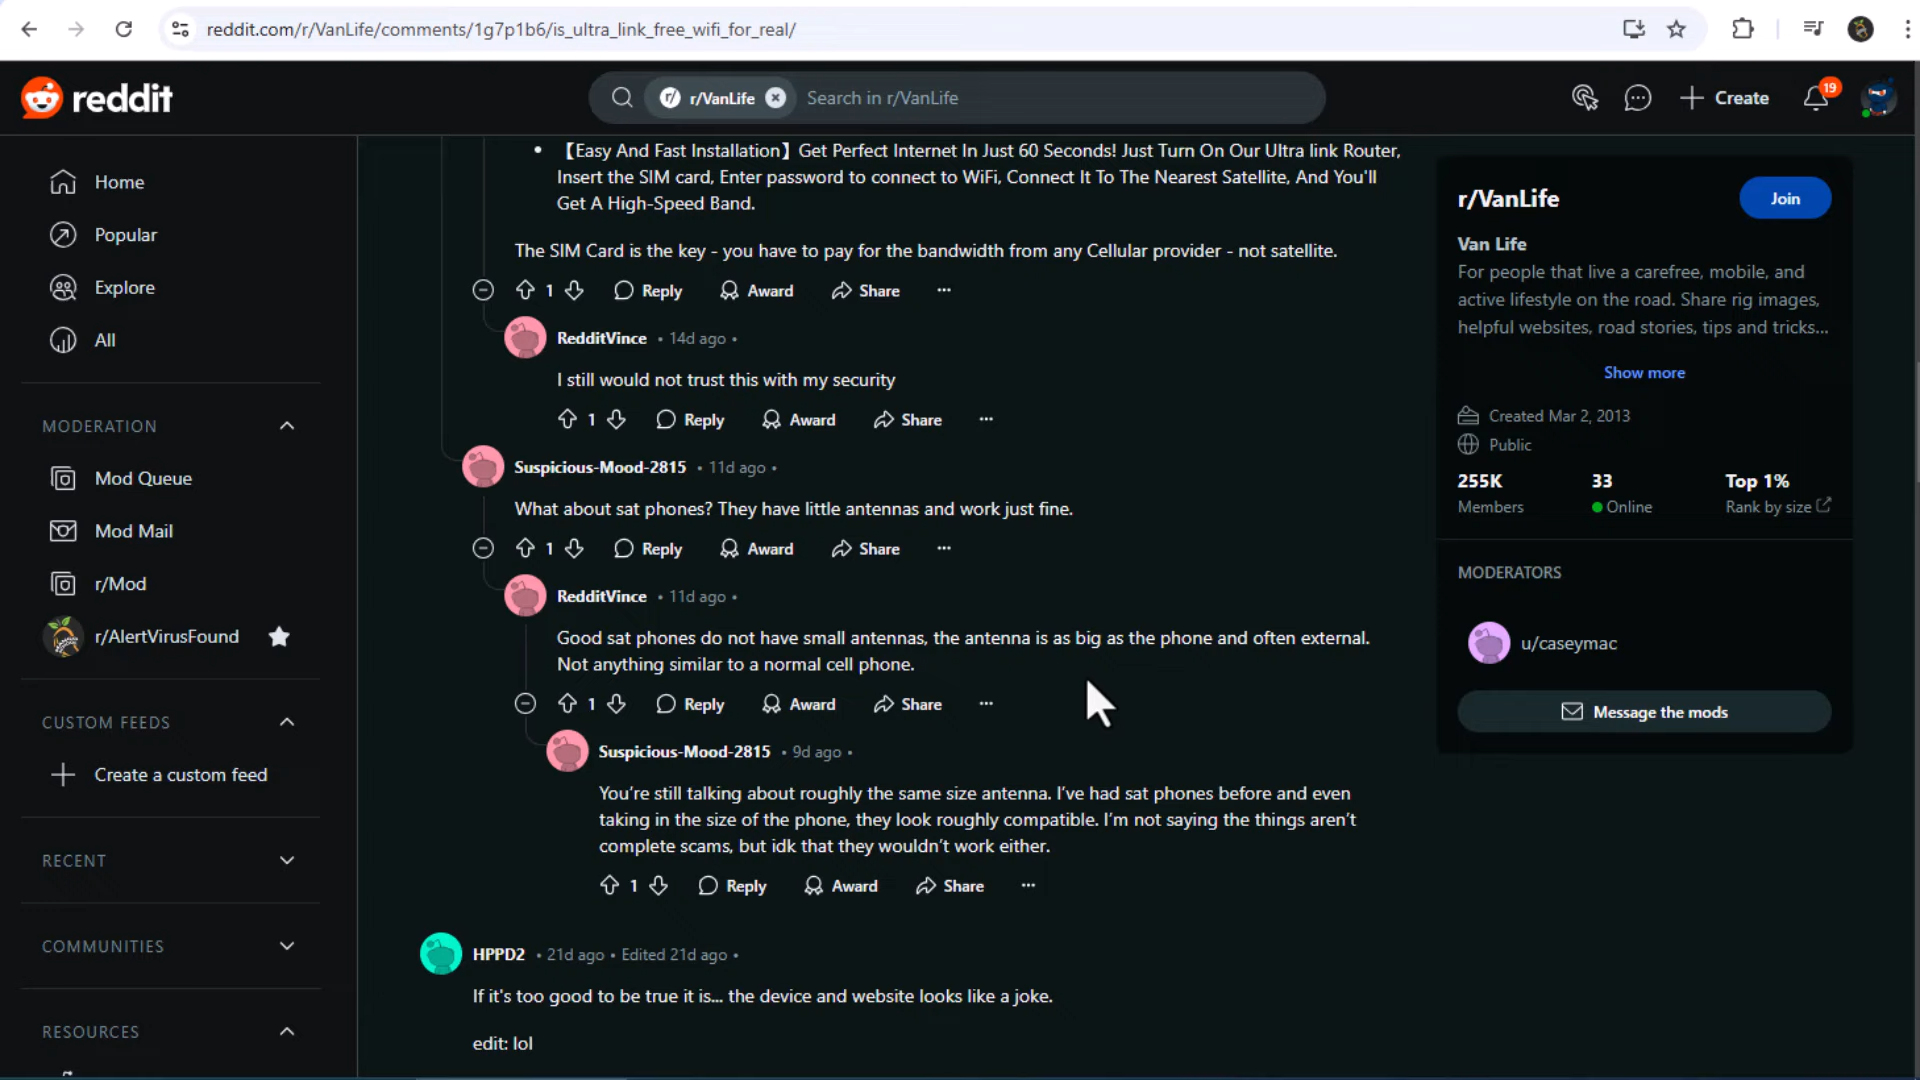 reddit.com/r/VanLife/comments/1g7p1b6/is_ultra_link_free_wifi_for_real/
reddit
r/ r/VanLife
Search in r/VanLife
Create
19
Home
Popular
Explore
All
MODERATION
Mod Queue
Mod Mail
r/Mod
r/AlertVirusFound
CUSTOM FEEDS
Create a custom feed
RECENT
COMMUNITIES
RESOURCES
• 【Easy And Fast Installation】Get Perfect Internet In Just 60 Seconds! Just Turn On Our Ultra link Router,
Insert the SIM card, Enter password to connect to WiFi, Connect It To The Nearest Satellite, And You'll
Get A High-Speed Band.
The SIM Card is the key - you have to pay for the bandwidth from any Cellular provider - not satellite.
1 Reply Award Share ...
RedditVince • 14d ago •
I still would not trust this with my security
1 Reply Award Share ...
Suspicious-Mood-2815 • 11d ago •
What about sat phones? They have little antennas and work just fine.
1 Reply Award Share ...
RedditVince • 11d ago •
Good sat phones do not have small antennas, the antenna is as big as the phone and often external.
Not anything similar to a normal cell phone.
1 Reply Award Share ...
Suspicious-Mood-2815 • 9d ago •
You’re still talking about roughly the same size antenna. I’ve had sat phones before and even
taking in the size of the phone, they look roughly compatible. I’m not saying the things aren’t
complete scams, but idk that they wouldn’t work either.
1 Reply Award Share ...
HPPD2 • 21d ago • Edited 21d ago •
If it's too good to be true it is... the device and website looks like a joke.
edit: lol
r/VanLife
Join
Van Life
For people that live a carefree, mobile, and
active lifestyle on the road. Share rig images,
helpful websites, road stories, tips and tricks...
Show more
Created Mar 2, 2013
Public
255K 33 Top 1%
Members Online Rank by size
MODERATORS
u/caseymac
Message the mods